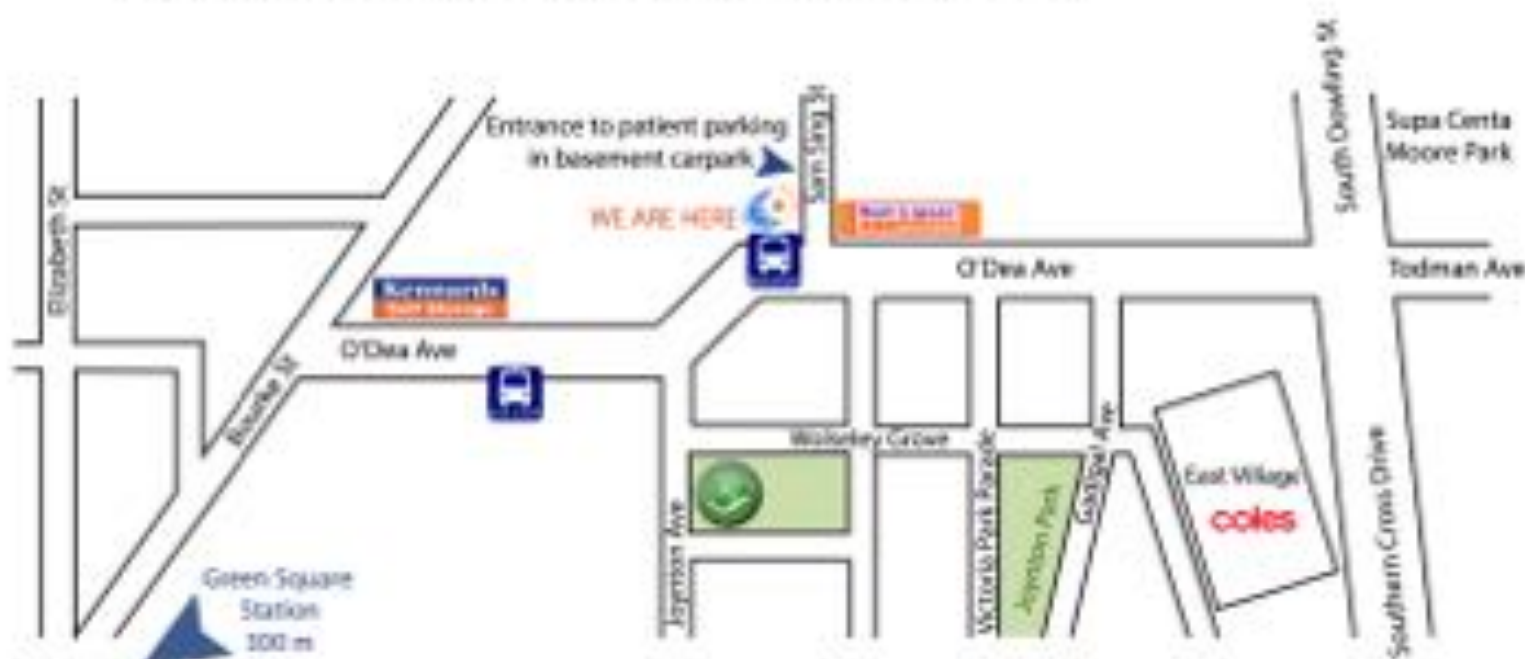 South Dowling St
Supa Centa
Moore Park
Entrance to patient parking
in basement carpark
Sam Sing St
WE ARE HERE
Elizabeth St
Kennards
O'Dea Ave
Todman Ave
O'Dea Ave
Bourke St
Wolseley Grove
East Village
coles
Gadigal Ave
Victoria Park Parade
Joynton Park
Joynton Ave
Southern Cross Drive
Green Square
Station
300 m